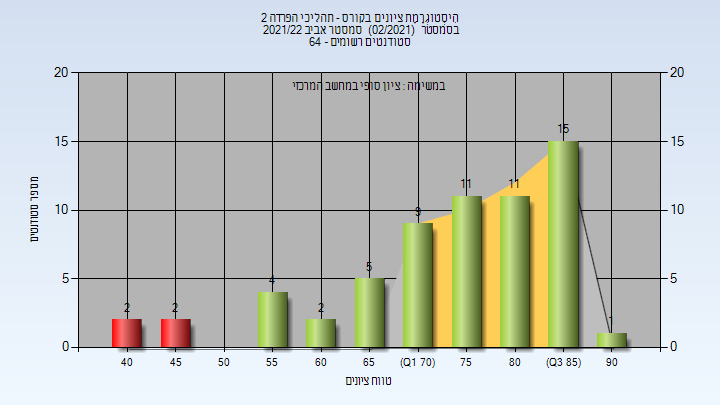 היסטוגרמת ציונים בקורס - תהליכי הפרדה 2
בסמסטר (02/2021) סמסטר אביב 2021/22
סטודנטים רשומים - 64
במשימה : ציון סופי במחשב המרכזי
20 20
15 15
10 10
5 5
0 0
מספר סטודנטים
2 2 4 2 5 9 11 11 15 1
40 45 50 55 60 65 (Q1 70) 75 80 (Q3 85) 90
טווח ציונים